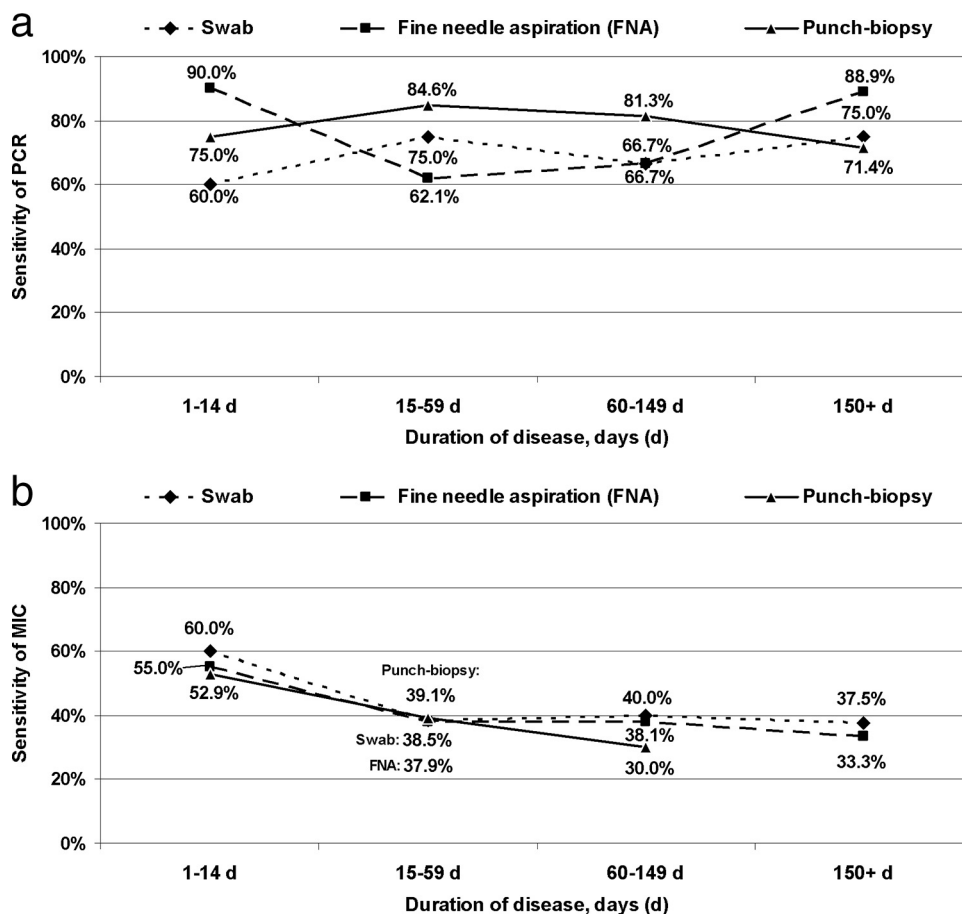 a
Swab Fine needle aspiration (FNA) Punch-biopsy
Sensitivity of PCR
100%
80%
60%
40%
20%
0%
90.0%
84.6%
81.3%
88.9%
75.0%
75.0%
75.0%
66.7%
66.7%
71.4%
60.0%
62.1%
1-14 d 15-59 d 60-149 d 150+ d
Duration of disease, days (d)
b
Swab Fine needle aspiration (FNA) Punch-biopsy
Sensitivity of MIC
100%
80%
60%
40%
20%
0%
60.0%
55.0%
52.9%
Punch-biopsy:
39.1%
Swab: 38.5%
FNA: 37.9%
40.0%
38.1%
30.0%
37.5%
33.3%
1-14 d 15-59 d 60-149 d 150+ d
Duration of disease, days (d)